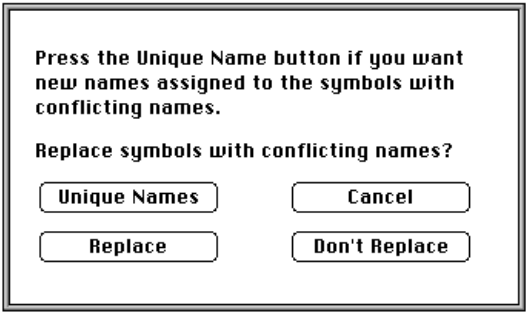 Press the Unique Name button if you want
new names assigned to the symbols with
conflicting names.
Replace symbols with conflicting names?
Unique Names
Cancel
Replace
Don't Replace